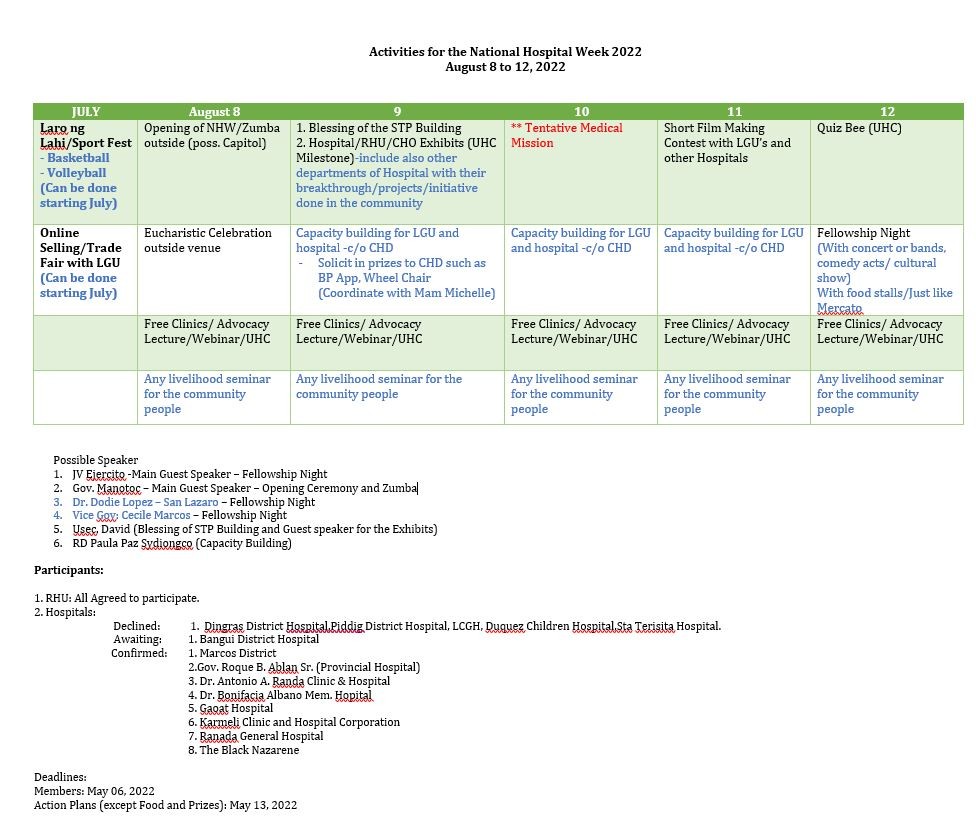 Activities for the National Hospital Week 2022
August 8 to 12, 2022
JULY
August 8
9
10
11
12
Laro ng
Lahi/Sport Fest
- Basketball
- Volleyball
(Can be done
starting July)
Opening of NHW/Zumba
outside (poss. Capitol)
1. Blessing of the STP Building
2. Hospital/RHU/CHO Exhibits (UHC
Milestone)-include also other
departments of Hospital with their
breakthrough/projects/initiative
done in the community
** Tentative Medical
Mission
Short Film Making
Contest with LGU's and
other Hospitals
Quiz Bee (UHC)
Online
Selling/Trade
Fair with LGU
(Can be done
starting July)
Eucharistic Celebration
outside venue
Capacity building for LGU and
hospital -c/o CHD
- Solicit in prizes to CHD such as
BP App, Wheel Chair
(Coordinate with Mam Michelle)
Capacity building for LGU
and hospital -c/o CHD
Capacity building for LGU
and hospital -c/o CHD
Fellowship Night
(With concert or bands,
comedy acts/ cultural
show)
With food stalls/Just like
Mercato
Free Clinics/ Advocacy
Lecture/Webinar/UHC
Free Clinics/ Advocacy
Lecture/Webinar/UHC
Free Clinics/ Advocacy
Lecture/Webinar/UHC
Free Clinics/ Advocacy
Lecture/Webinar/UHC
Free Clinics/ Advocacy
Lecture/Webinar/UHC
Any livelihood seminar
for the community
people
Any livelihood seminar for the
community people
Any livelihood seminar
for the community
people
Any livelihood seminar
for the community
people
Any livelihood seminar
for the community
people
Possible Speaker
1. JV Ejercito -Main Guest Speaker – Fellowship Night
2. Gov. Manotoc – Main Guest Speaker – Opening Ceremony and Zumba
3. Dr. Dodie Lopez – San Lazaro – Fellowship Night
4. Vice Gov: Cecile Marcos – Fellowship Night
5. Usec. David (Blessing of STP Building and Guest speaker for the Exhibits)
6. RD Paula Paz Sydiongco (Capacity Building)
Participants:
1. RHU: All Agreed to participate.
2. Hospitals:
Declined: 1. Dingras District Hospital,Piddig District Hospital, LCGH, Duquez Children Hospital,Sta Terisita Hospital.
Awaiting: 1. Bangui District Hospital
Confirmed: 1. Marcos District
2.Gov. Roque B. Ablan Sr. (Provincial Hospital)
3. Dr. Antonio A. Randa Clinic & Hospital
4. Dr. Bonifacia Albano Mem. Hopital
5. Gaoat Hospital
6. Karmeli Clinic and Hospital Corporation
7. Ranada General Hospital
8. The Black Nazarene
Deadlines:
Members: May 06, 2022
Action Plans (except Food and Prizes): May 13, 2022